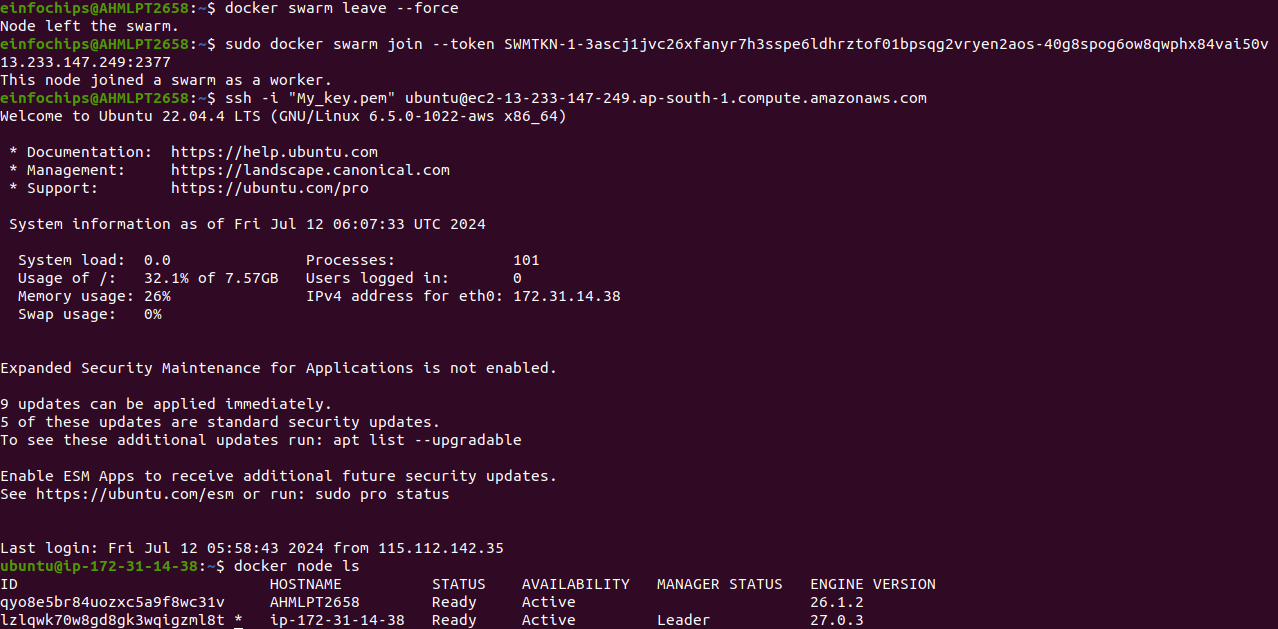 einfochips@AHMLPT2658:~$ docker swarm leave --force
Node left the swarm.
einfochips@AHMLPT2658:~$ sudo docker swarm join --token SWMTKN-1-3ascj1jvc26xfanyr7h3sspe6ldhrztof01bpsqg2vryen2aos-40g8spog6ow8qwphx84vai50v
13.233.147.249:2377
This node joined a swarm as a worker.
einfochips@AHMLPT2658:~$ ssh -i "My_key.pem" ubuntu@ec2-13-233-147-249.ap-south-1.compute.amazonaws.com
Welcome to Ubuntu 22.04.4 LTS (GNU/Linux 6.5.0-1022-aws x86_64)
* Documentation:  https://help.ubuntu.com
* Management:     https://landscape.canonical.com
* Support:        https://ubuntu.com/pro
System information as of Fri Jul 12 06:07:33 UTC 2024
System load:  0.0               Processes:             101
Usage of /:   32.1% of 7.57GB   Users logged in:       0
Memory usage: 26%               IPv4 address for eth0: 172.31.14.38
Swap usage:   0%
Expanded Security Maintenance for Applications is not enabled.
9 updates can be applied immediately.
5 of these updates are standard security updates.
To see these additional updates run: apt list --upgradable
Enable ESM Apps to receive additional future security updates.
See https://ubuntu.com/esm or run: sudo pro status
Last login: Fri Jul 12 05:58:43 2024 from 115.112.142.35
ubuntu@ip-172-31-14-38:~$ docker node ls
ID                            HOSTNAME          STATUS    AVAILABILITY   MANAGER STATUS   ENGINE VERSION
qyo8e5br84uozxc5a9f8wc31v     AHMLPT2658        Ready     Active                          26.1.2
lzlqwk70w8gd8gk3wqigzml8t *   ip-172-31-14-38   Ready     Active         Leader           27.0.3